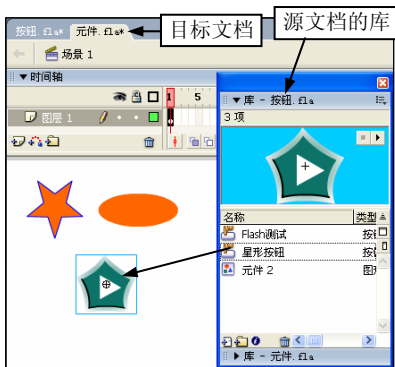 按钮.fla* 元件.fla* 目标文档 源文档的库
场景 1
▼时间轴
1 5
图层 1
▼库 - 按钮.fla
3 项
名称 类型
Flash测试 按钮
星形按钮
元件 2
▶库 - 元件.fla